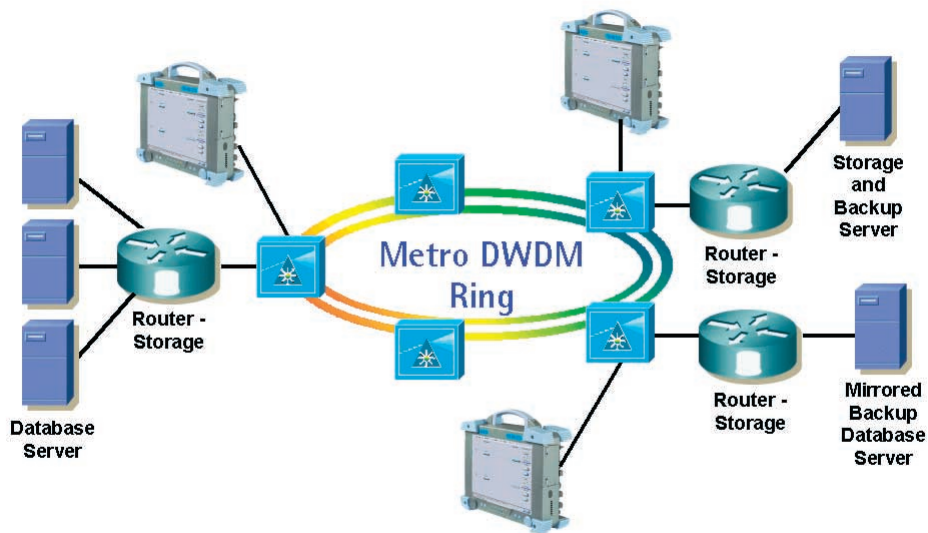 Storage
and
Backup
Server
Metro DWDM
Ring
Router -
Storage
Router -
Storage
Router -
Storage
Database
Server
Mirrored
Backup
Database
Server